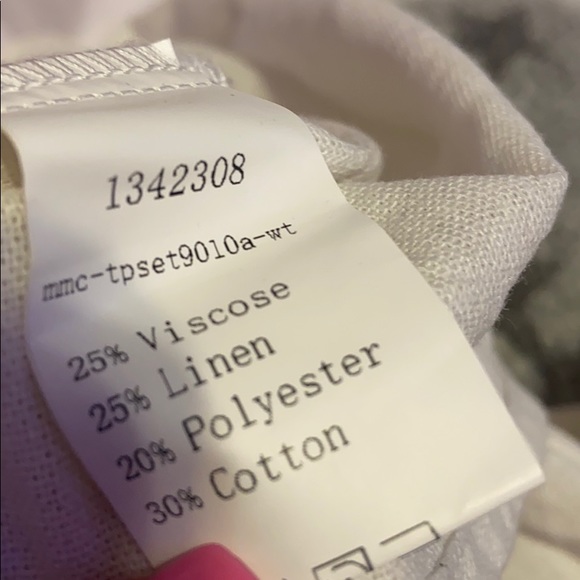 1342308
mmc-tpset9010a-wt
25% Viscose
25% Linen
20% Polyester
30% Cotton